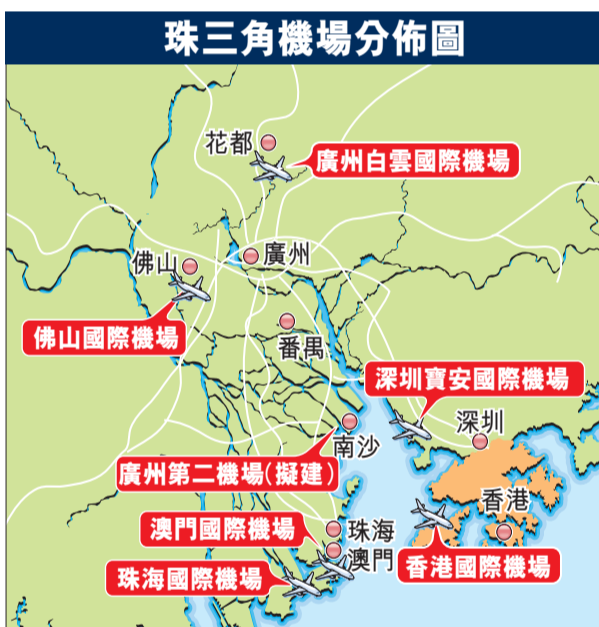 珠三角機場分佈圖
花都
廣州白雲國際機場
廣州
佛山
佛山國際機場
番禺
深圳寶安國際機場
深圳
南沙
廣州第二機場(擬建)
香港
澳門國際機場
珠海
澳門
香港國際機場
珠海國際機場